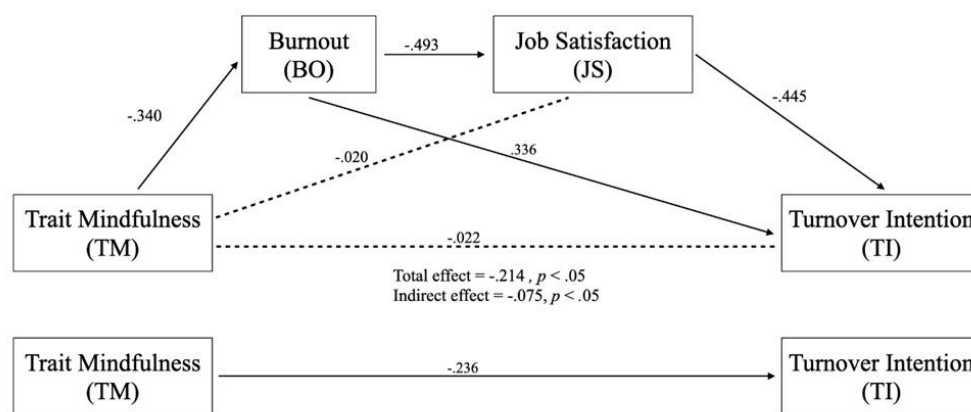 Burnout
(BO)
-.493
Job Satisfaction
(JS)
-.340
-.445
-.020
.336
Trait Mindfulness
(TM)
-.022
Turnover Intention
(TI)
Total effect = -.214 , p < .05
Indirect effect = -.075, p < .05
Trait Mindfulness
(TM)
-.236
Turnover Intention
(TI)